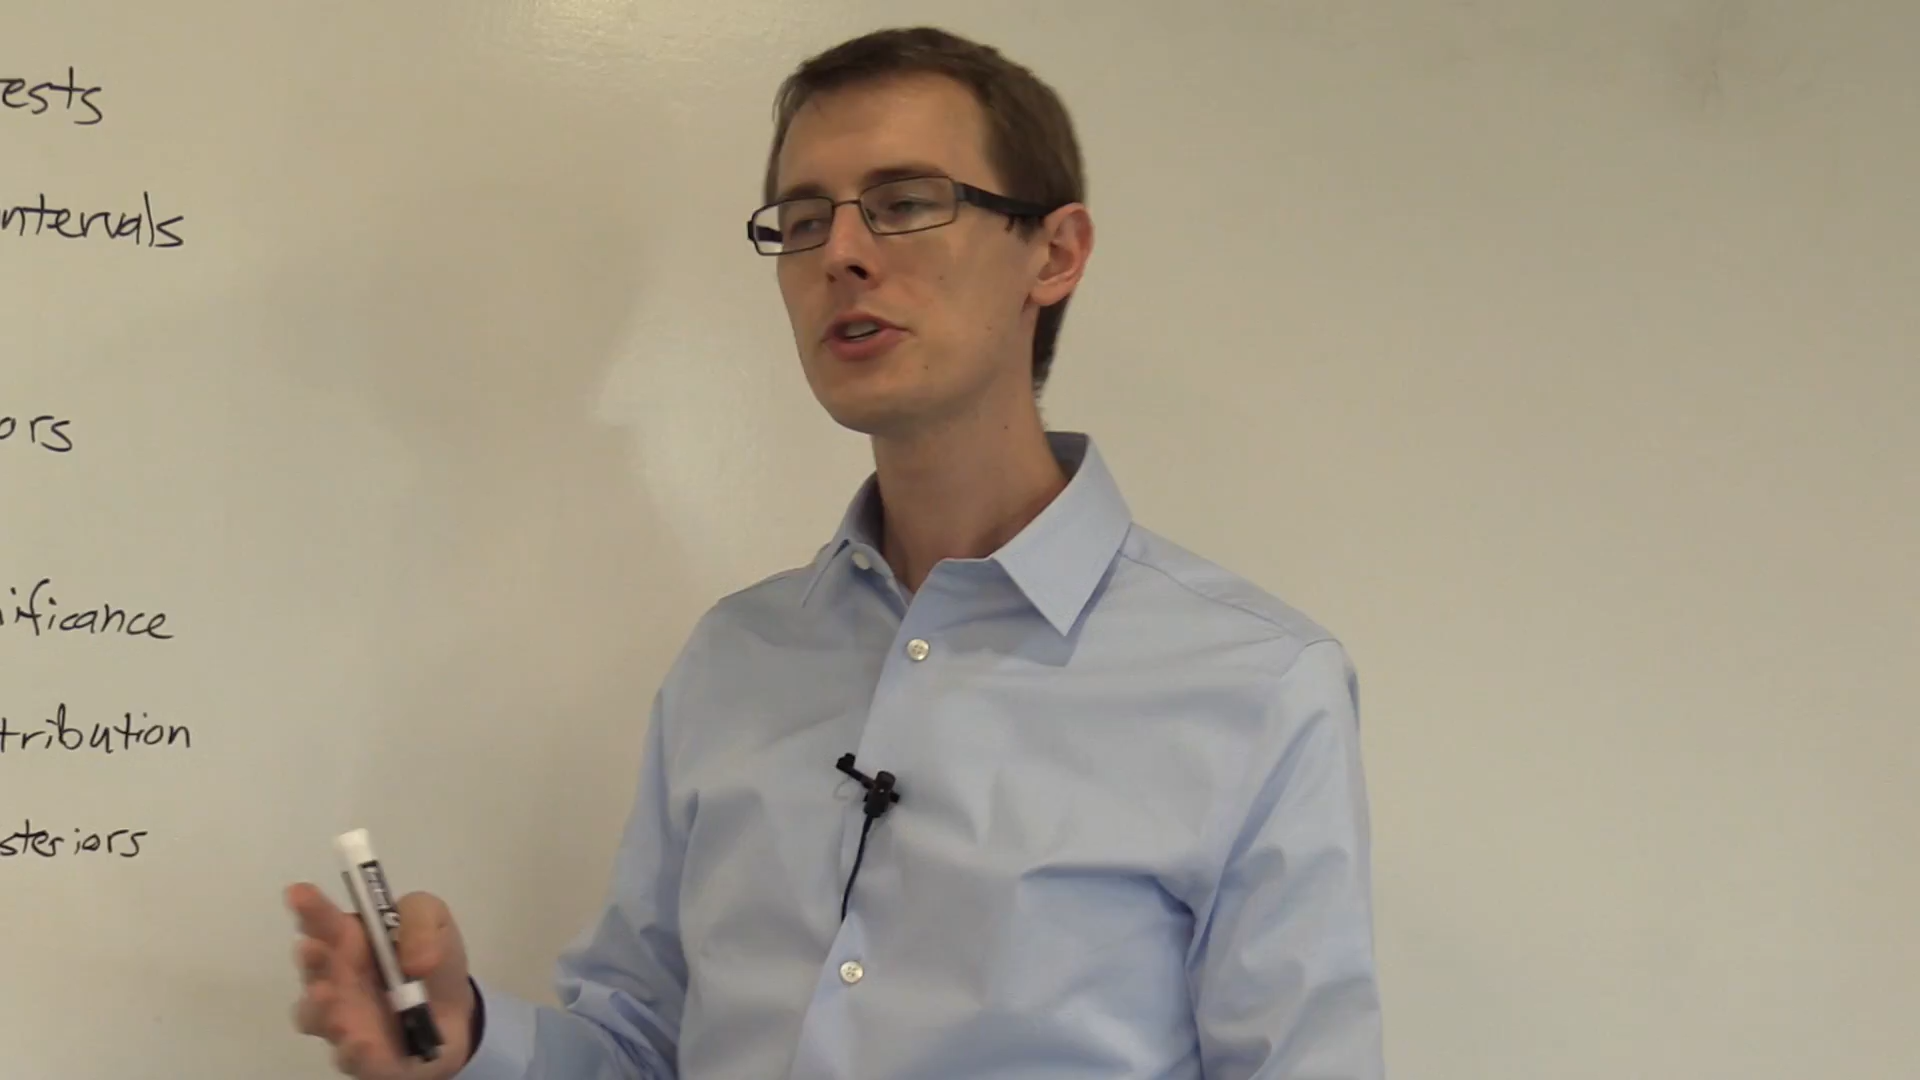 ests
ntervals
ors
ificance
tribution
steriors